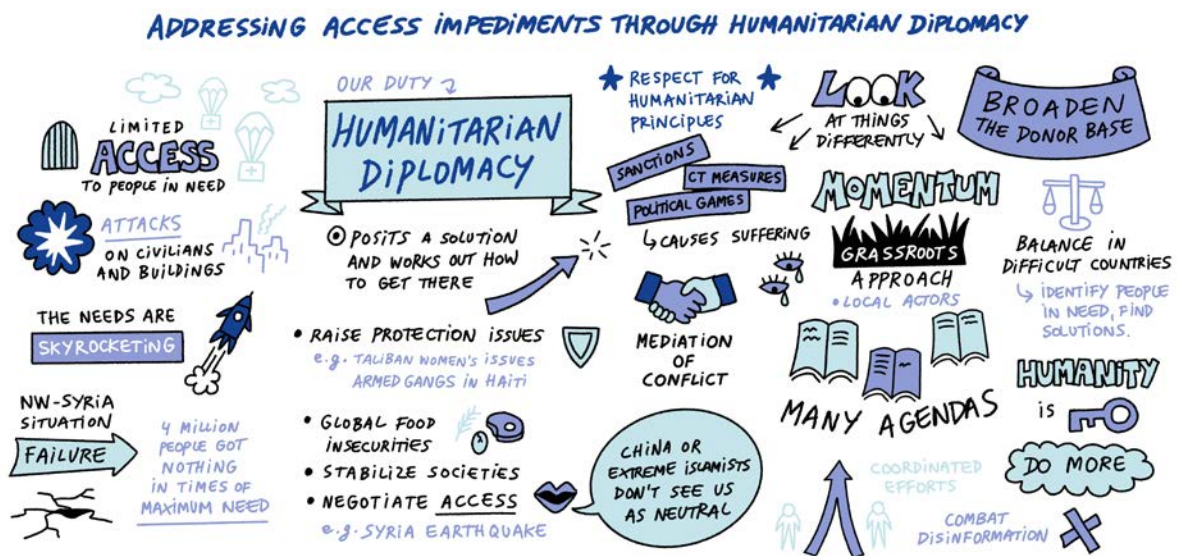 ADDRESSING ACCESS IMPEDIMENTS THROUGH HUMANITARIAN DIPLOMACY
LIMITED
ACCESS
TO PEOPLE IN NEED
ATTACKS
ON CIVILIANS
AND BUILDINGS
THE NEEDS ARE
SKYROCKETING
NW-SYRIA
SITUATION
FAILURE
4 MILLION
PEOPLE GOT
NOTHING
IN TIMES OF
MAXIMUM NEED
OUR DUTY
HUMANITARIAN
DIPLOMACY
POSITS A SOLUTION
AND WORKS OUT HOW
TO GET THERE
• RAISE PROTECTION ISSUES
e.g. TALIBAN WOMEN'S ISSUES
ARMED GANGS IN HAITI
• GLOBAL FOOD
INSECURITIES
• STABILIZE SOCIETIES
• NEGOTIATE ACCESS
e.g. SYRIA EARTHQUAKE
RESPECT FOR
HUMANITARIAN
PRINCIPLES
SANCTIONS
CT MEASURES
POLITICAL GAMES
CAUSES SUFFERING
MEDIATION
OF
CONFLICT
CHINA OR
EXTREME ISLAMISTS
DON'T SEE US
AS NEUTRAL
LOOK
AT THINGS
DIFFERENTLY
MOMENTUM
GRASSROOTS
APPROACH
• LOCAL ACTORS
MANY AGENDAS
COORDINATED
EFFORTS
COMBAT
DISINFORMATION
BROADEN
THE DONOR BASE
BALANCE IN
DIFFICULT COUNTRIES
IDENTIFY PEOPLE
IN NEED, FIND
SOLUTIONS.
HUMANITY
IS
DO MORE